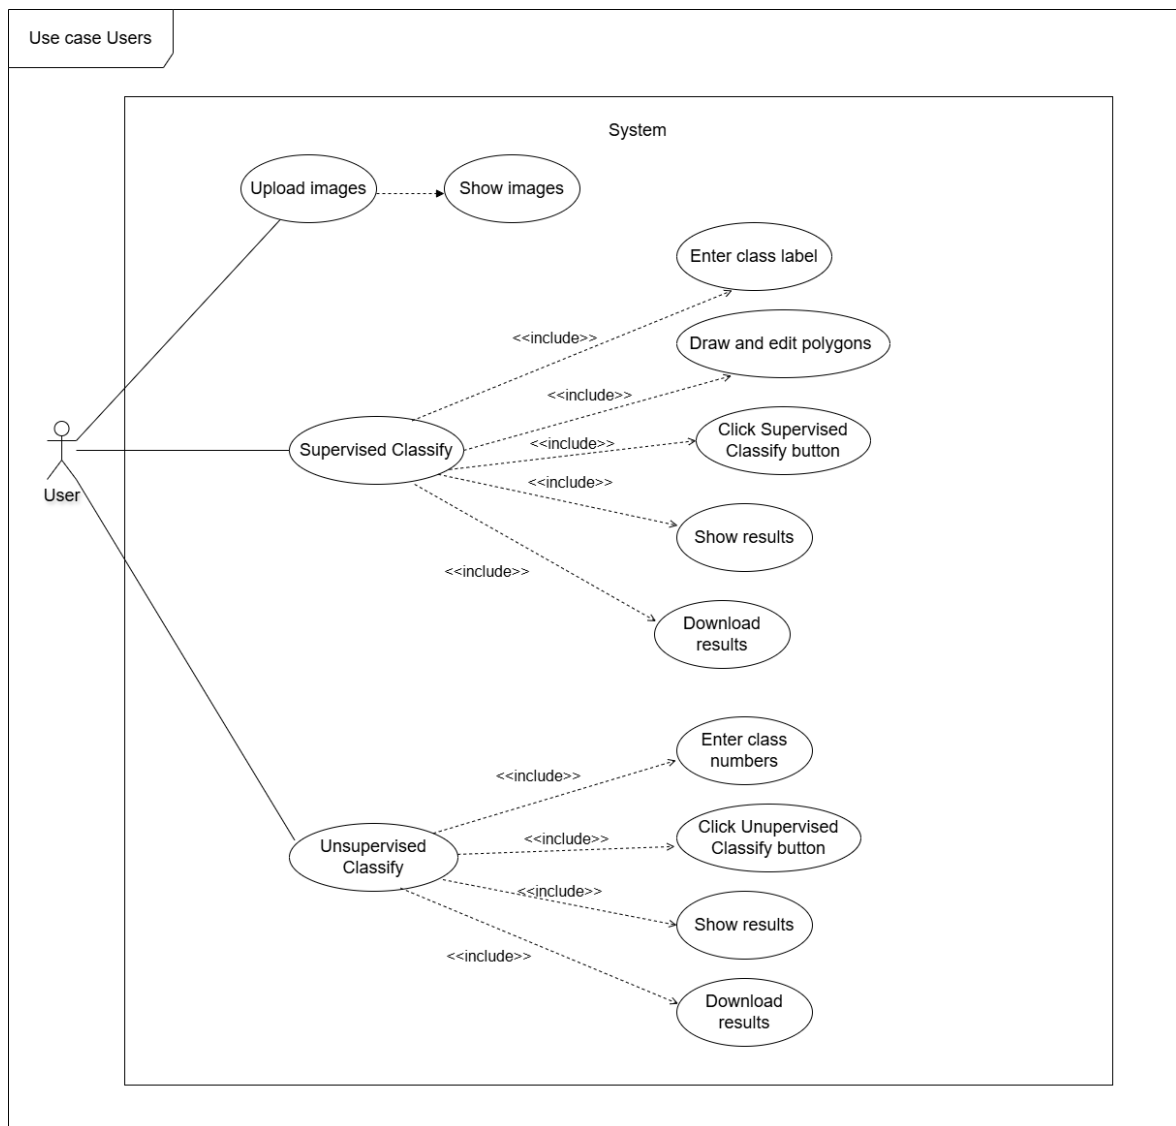 Use case Users
System
Upload images
Show images
Enter class label
<<include>>
Draw and edit polygons
<<include>>
Click Supervised
Classify button
<<include>>
Supervised Classify
User
<<include>>
Show results
<<include>>
Download
results
Enter class
numbers
<<include>>
Click Unupervised
Classify button
<<include>>
Unsupervised
Classify
<<include>>
Show results
<<include>>
Download
results